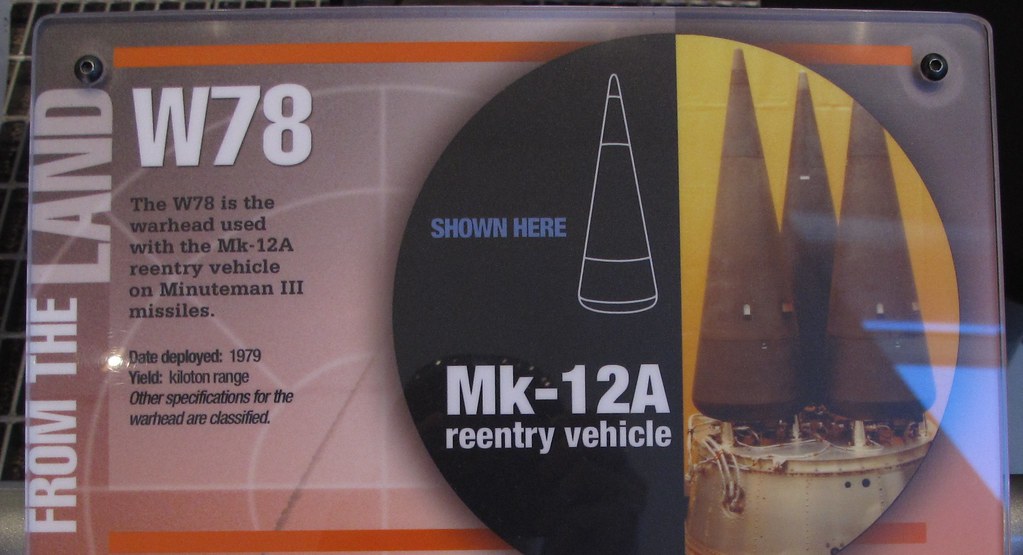 FROM THE LAND
W78
The W78 is the
warhead used
with the Mk-12A
reentry vehicle
on Minuteman III
missiles.
Date deployed: 1979
Yield: kiloton range
Other specifications for the
warhead are classified.
SHOWN HERE
Mk-12A
reentry vehicle